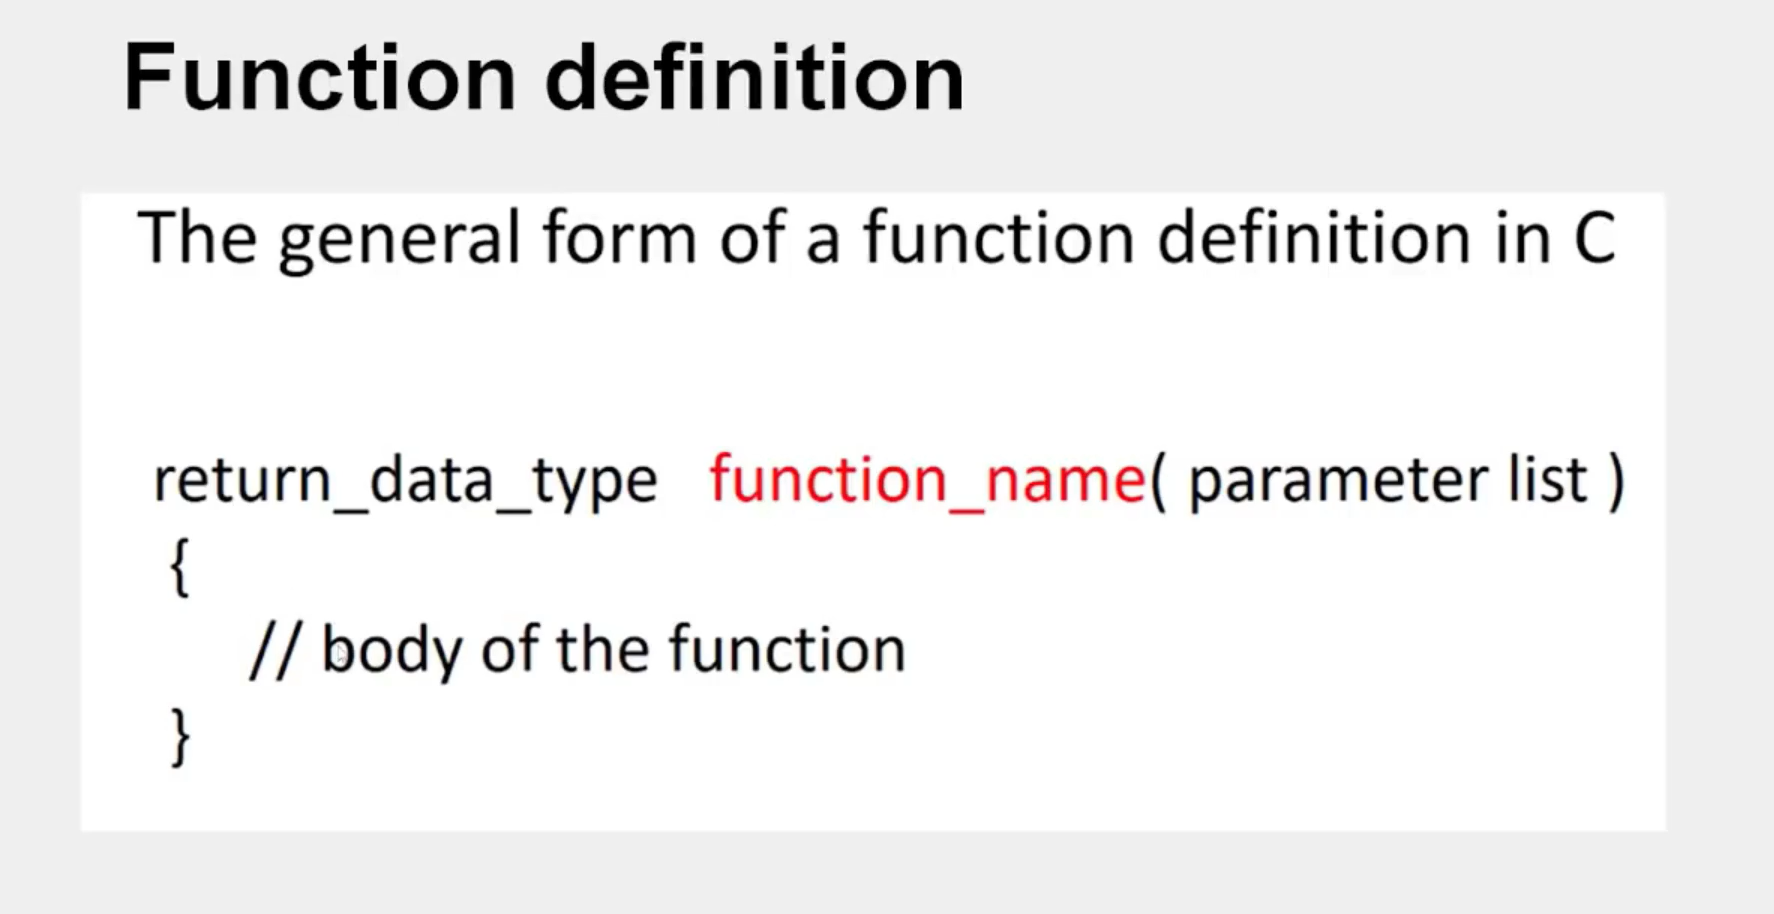 Function definition
The general form of a function definition in C
return_data_type function_name( parameter list )
{
// body of the function
}